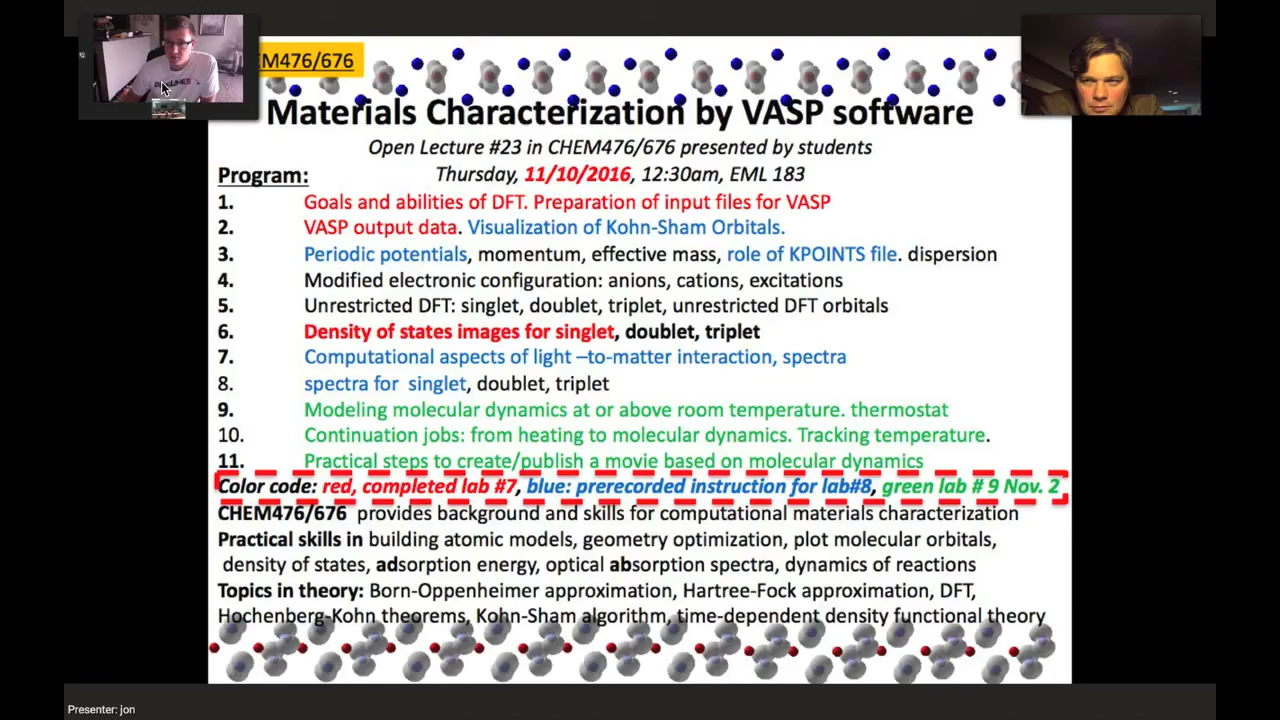 EM476/676
Materials Characterization by VASP software
Open Lecture #23 in CHEM476/676 presented by students
Program:
Thursday, 11/10/2016, 12:30am, EML 183
1. Goals and abilities of DFT. Preparation of input files for VASP
2. VASP output data. Visualization of Kohn-Sham Orbitals.
3. Periodic potentials, momentum, effective mass, role of KPOINTS file. dispersion
4. Modified electronic configuration: anions, cations, excitations
5. Unrestricted DFT: singlet, doublet, triplet, unrestricted DFT orbitals
6. Density of states images for singlet, doublet, triplet
7. Computational aspects of light –to-matter interaction, spectra
8. spectra for singlet, doublet, triplet
9. Modeling molecular dynamics at or above room temperature. thermostat
10. Continuation jobs: from heating to molecular dynamics. Tracking temperature.
11. Practical steps to create/publish a movie based on molecular dynamics
Color code: red, completed lab #7, blue: prerecorded instruction for lab#8, green lab # 9 Nov. 2
CHEM476/676 provides background and skills for computational materials characterization
Practical skills in building atomic models, geometry optimization, plot molecular orbitals,
density of states, adsorption energy, optical absorption spectra, dynamics of reactions
Topics in theory: Born-Oppenheimer approximation, Hartree-Fock approximation, DFT,
Hochenberg-Kohn theorems, Kohn-Sham algorithm, time-dependent density functional theory
Presenter: jon